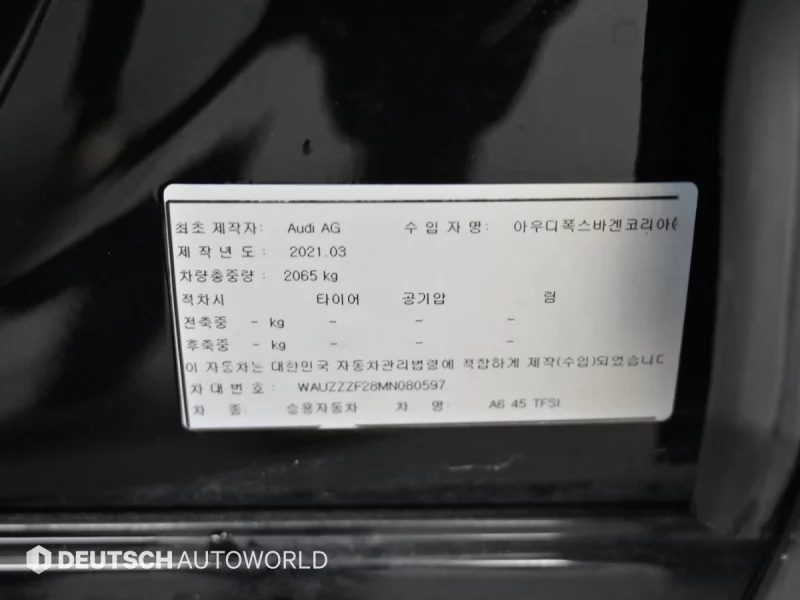 최초 제작자: Audi AG 수 입 자 명: 아우디폭스바겐코리아(
제 작 년 도 : 2021.03
차량총중량 : 2065 kg
적차시 타이어 공기압 림
전축중 - kg - - -
후축중 - kg - - -
이 자동차는 대한민국 자동차관리법령에 적합하게 제작(수입)되었습니다
차 대 번 호 : WAUZZZF28MN080597
차 종: 승용자동차 차 명: A6 45 TFSI
DEUTSCH AUTOWORLD